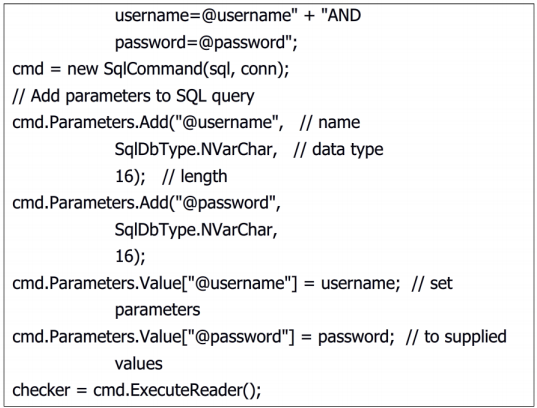 username=@username" + "AND
password=@password";
cmd = new SqlCommand(sql, conn);
// Add parameters to SQL query
cmd.Parameters.Add("@username", // name
SqlDbType.NVarChar, // data type
16); // length
cmd.Parameters.Add("@password",
SqlDbType.NVarChar,
16);
cmd.Parameters.Value["@username"] = username; // set
parameters
cmd.Parameters.Value["@password"] = password; // to supplied
values
checker = cmd.ExecuteReader();